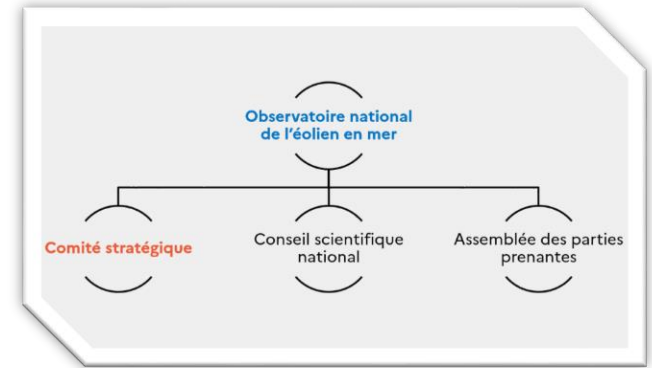 Observatoire national
de l'éolien en mer
Comité stratégique
Conseil scientifique
national
Assemblée des parties
prenantes